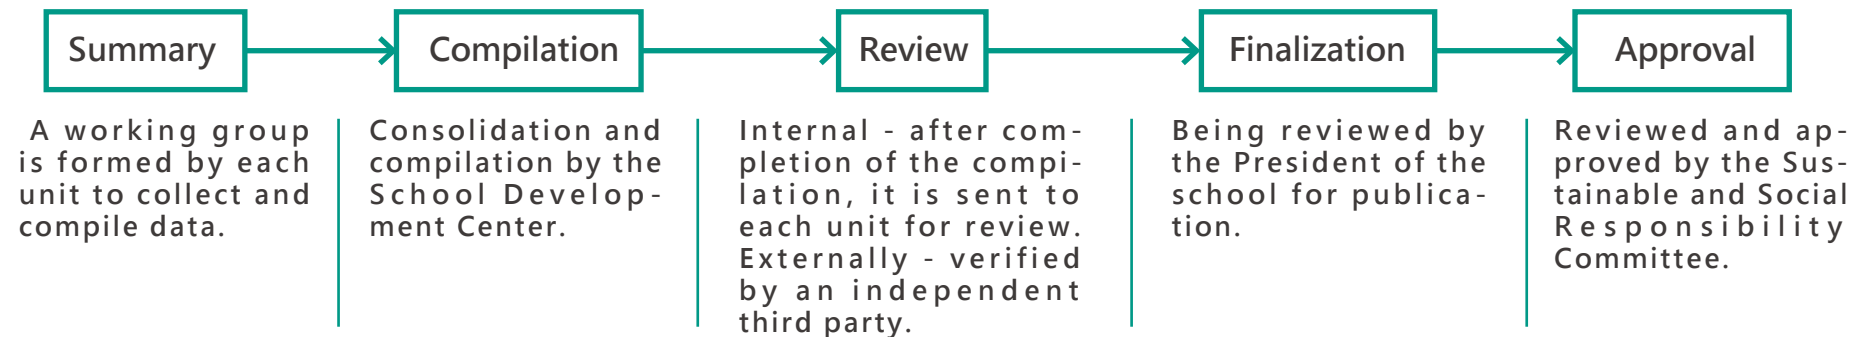 Summary
Compilation
Review
Finalization
Approval
A working group
is formed by each
unit to collect and
compile data.
Consolidation and
compilation by the
School Develop-
ment Center.
Internal - after com-
pletion of the compi-
lation, it is sent to
each unit for review.
Externally - verified
by an independent
third party.
Being reviewed by
the President of the
school for publica-
tion.
Reviewed and ap-
proved by the Sus-
tainable and Social
Responsibility
Committee.